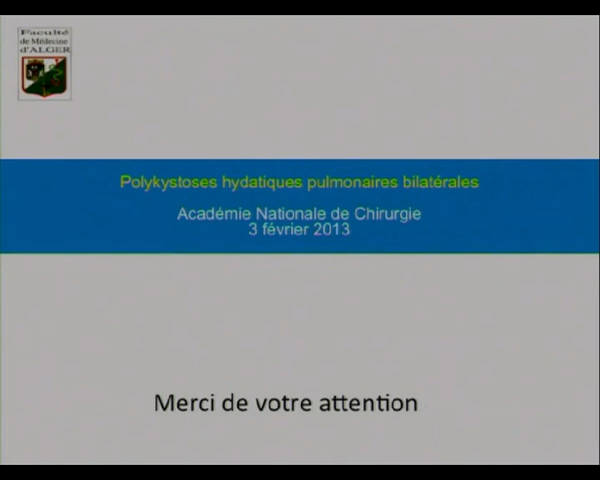 Faculté
de Médecine
d'ALGER
Polykystoses hydatiques pulmonaires bilatérales
Académie Nationale de Chirurgie
3 février 2013
Merci de votre attention